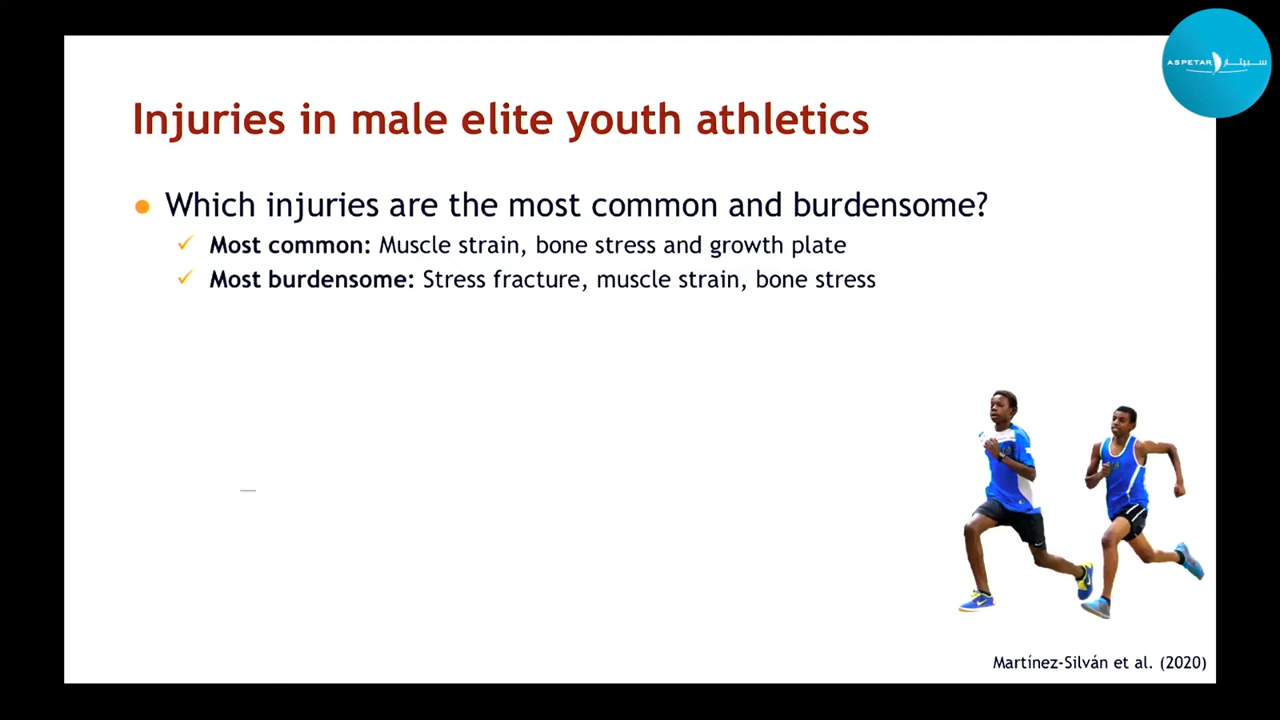 ASPETAR سبيتار
Injuries in male elite youth athletics
Which injuries are the most common and burdensome?
Most common: Muscle strain, bone stress and growth plate
Most burdensome: Stress fracture, muscle strain, bone stress
Martínez-Silván et al. (2020)